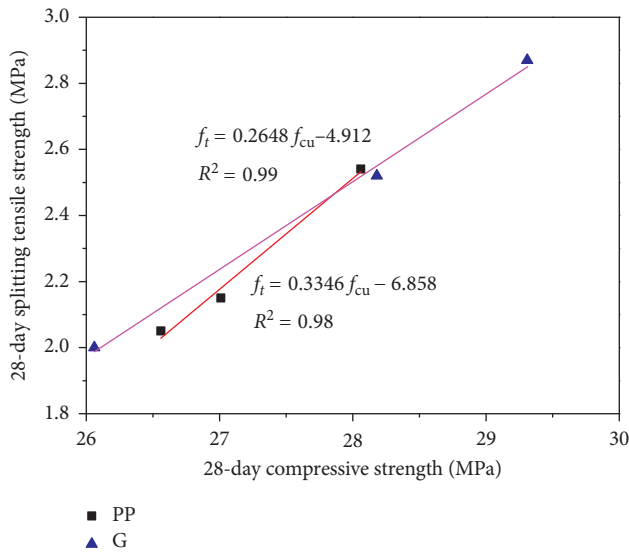 3.0
2.8
2.6
2.4
2.2
2.0
1.8
28-day splitting tensile strength (MPa)
f_t = 0.2648 f_cu–4.912
R² = 0.99
f_t = 0.3346 f_cu – 6.858
R² = 0.98
26 27 28 29 30
28-day compressive strength (MPa)
PP
G